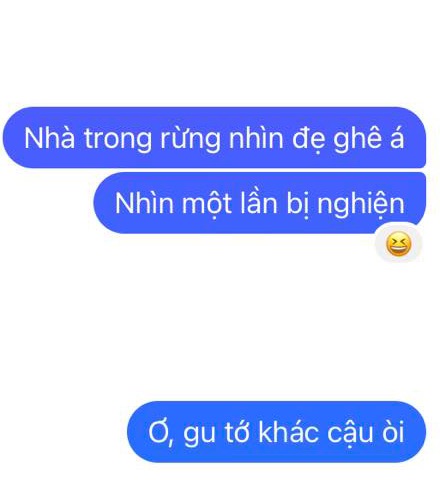 Nhà trong rừng nhìn đẹ ghê á
Nhìn một lần bị nghiện
Ơ, gu tớ khác cậu òi